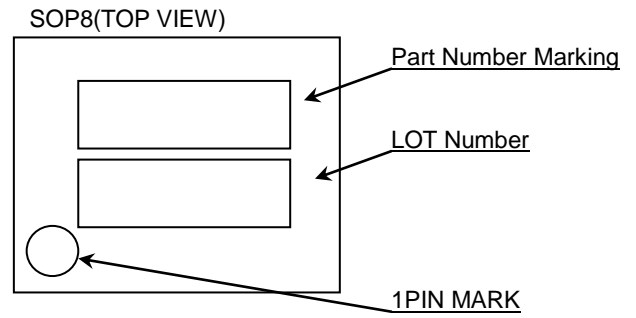 SOP8(TOP VIEW)
Part Number Marking
LOT Number
1PIN MARK